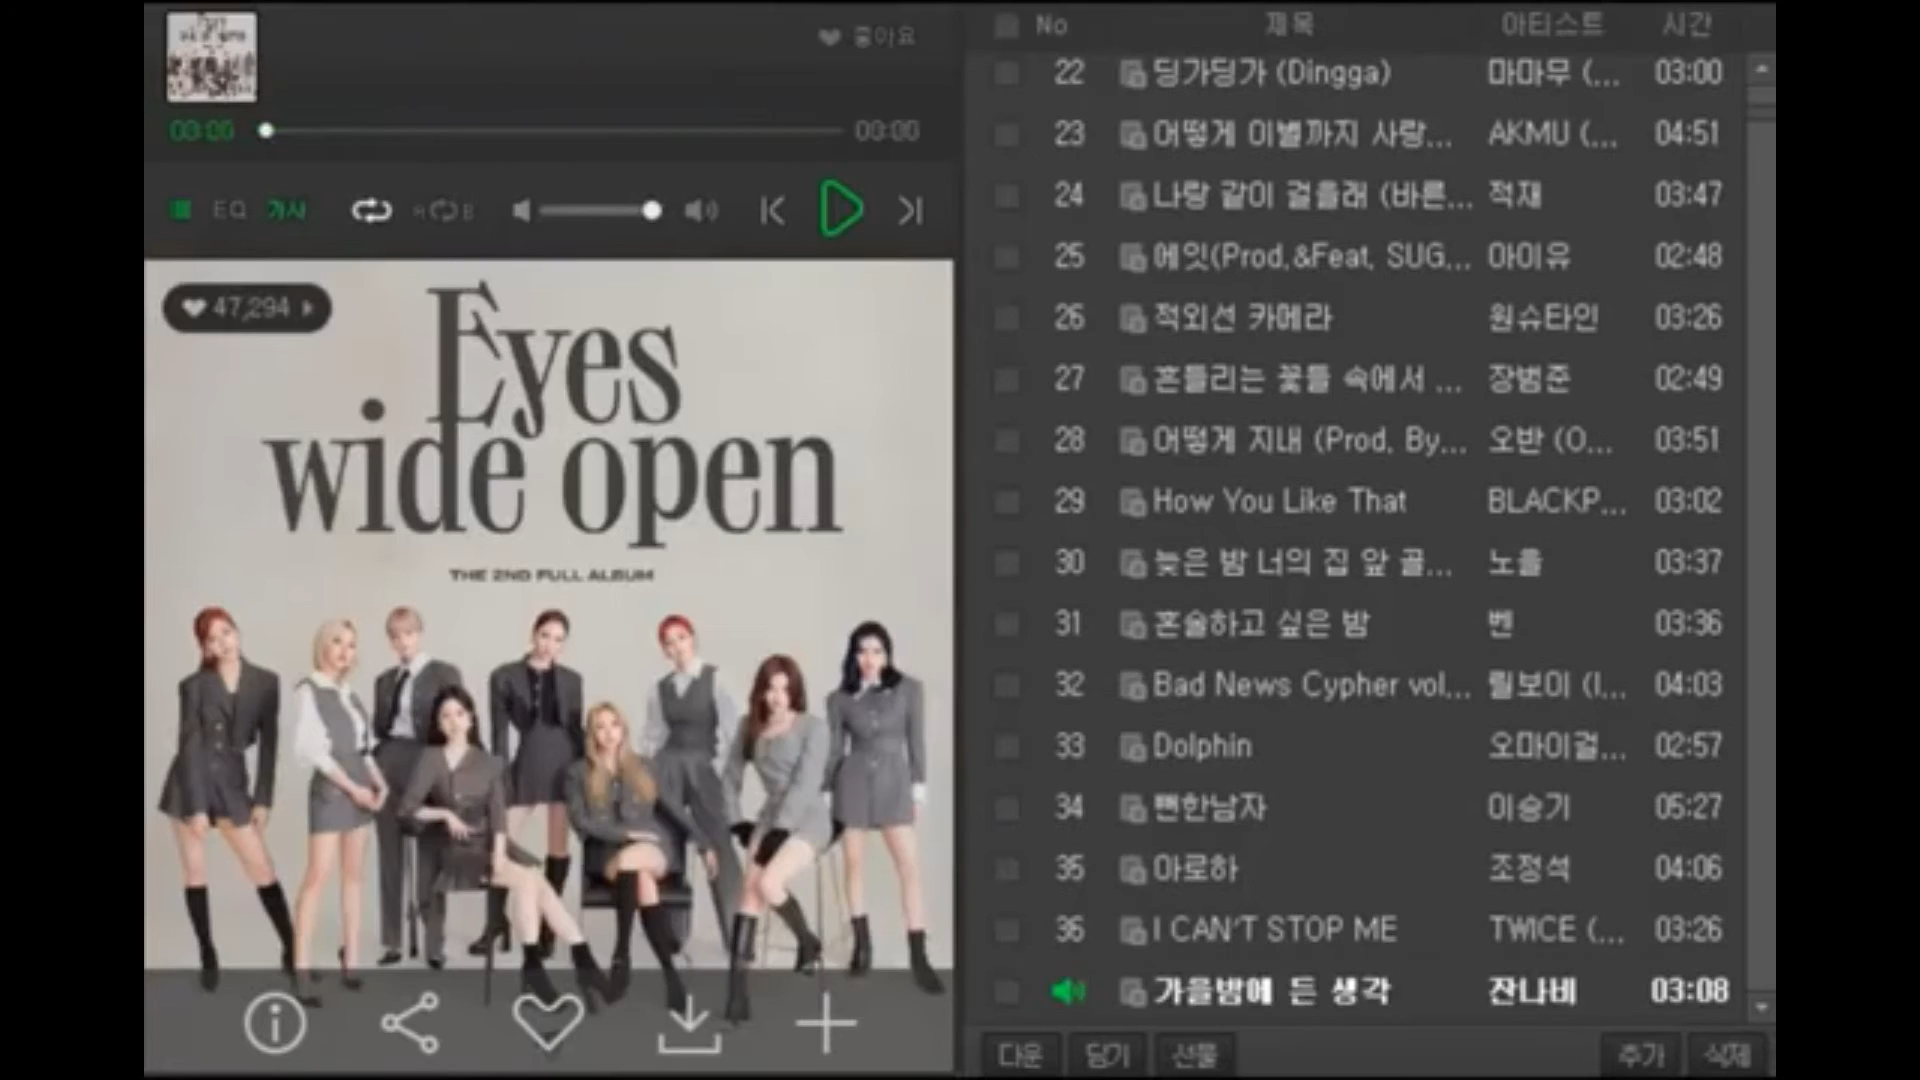 좋아요
00:00
00:00
EQ
가사
A
B
47,294
Eyes
wide open
THE 2ND FULL ALBUM
No 제목 아티스트 시간
22 딩가딩가 (Dingga) 마마무 (... 03:00
23 어떻게 이별까지 사랑... AKMU (... 04:51
24 나랑 같이 걸을래 (바른... 적재 03:47
25 에잇(Prod.&Feat. SUG... 아이유 02:48
26 적외선 카메라 원슈타인 03:26
27 흔들리는 꽃들 속에서 ... 장범준 02:49
28 어떻게 지내 (Prod. By... 오반 (O... 03:51
29 How You Like That BLACKP... 03:02
30 늦은 밤 너의 집 앞 골... 노을 03:37
31 혼술하고 싶은 밤 벤 03:36
32 Bad News Cypher vol... 릴보이 (l... 04:03
33 Dolphin 오마이걸... 02:57
34 뻔한남자 이승기 05:27
35 아로하 조정석 04:06
36 I CAN'T STOP ME TWICE (... 03:26
가을밤에 든 생각 잔나비 03:08
다운 담기 선물 추가 삭제